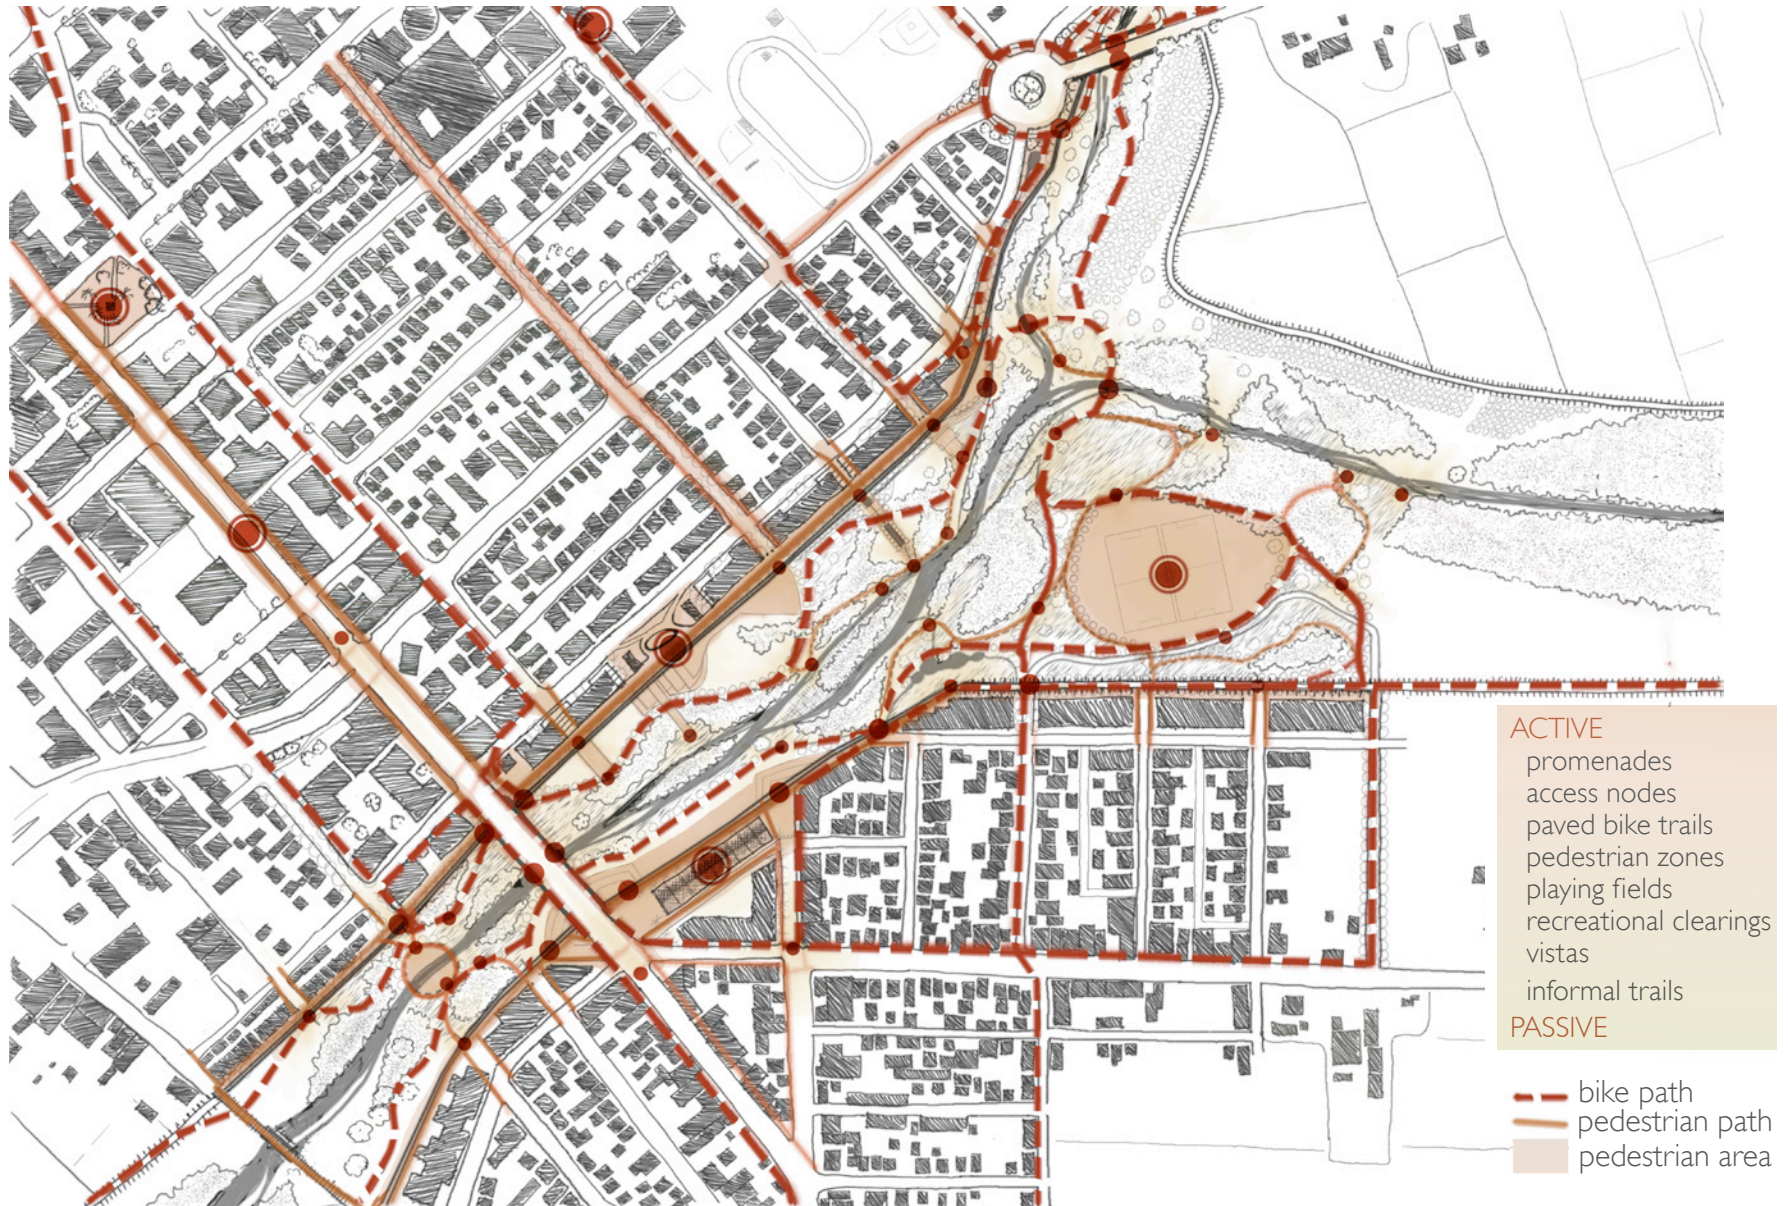 ACTIVE
promenades
access nodes
paved bike trails
pedestrian zones
playing fields
recreational clearings
vistas
informal trails
PASSIVE
bike path
pedestrian path
pedestrian area